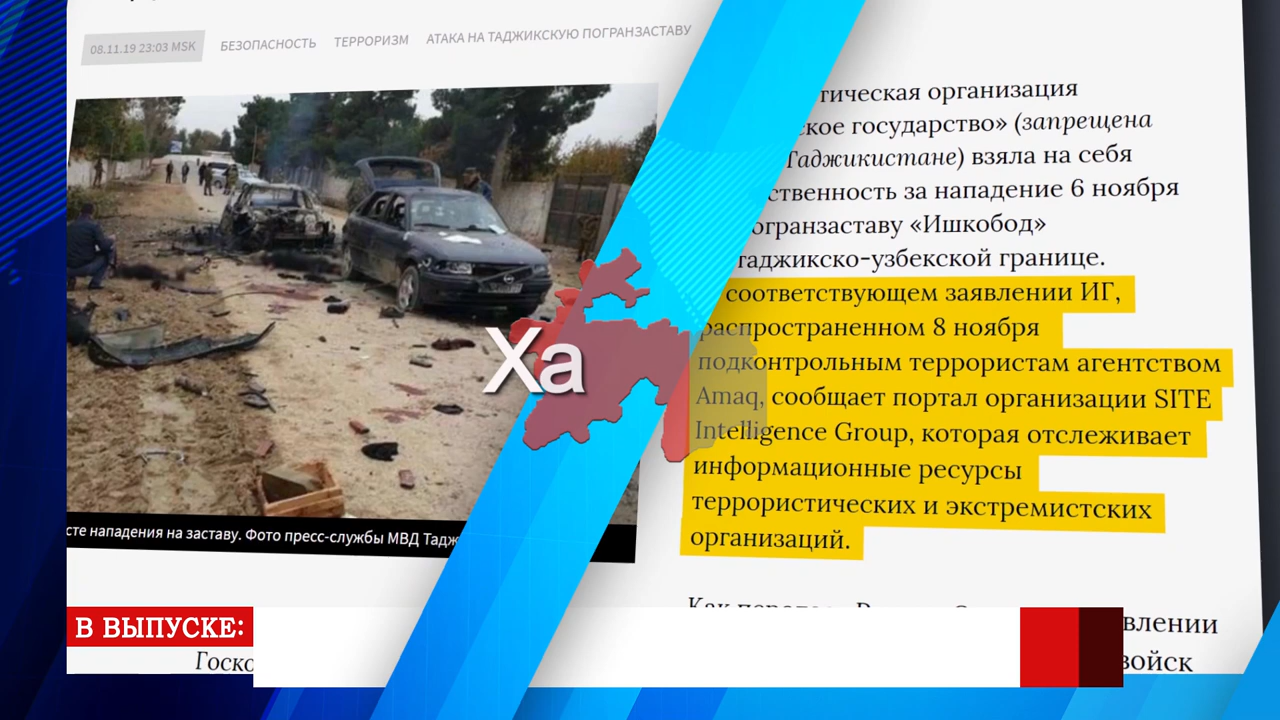 08.11.19 23:03 MSK
БЕЗОПАСНОСТЬ
ТЕРРОРИЗМ
АТАКА НА ТАДЖИКСКУЮ ПОГРАНЗАСТАВУ
тическая организация
ское государство» (запрещена
Таджикистане) взяла на себя
ственность за нападение 6 ноября
огранзаставу «Ишкобод»
таджикско-узбекской границе.
соответствующем заявлении ИГ,
распространенном 8 ноября
подконтрольным террористам агентством
Amaq, сообщает портал организации SITE
Intelligence Group, которая отслеживает
информационные ресурсы
террористических и экстремистских
организаций.
Ха
сте нападения на заставу. Фото пресс-службы МВД Тадж
В ВЫПУСКЕ:
Госко
влении
войск